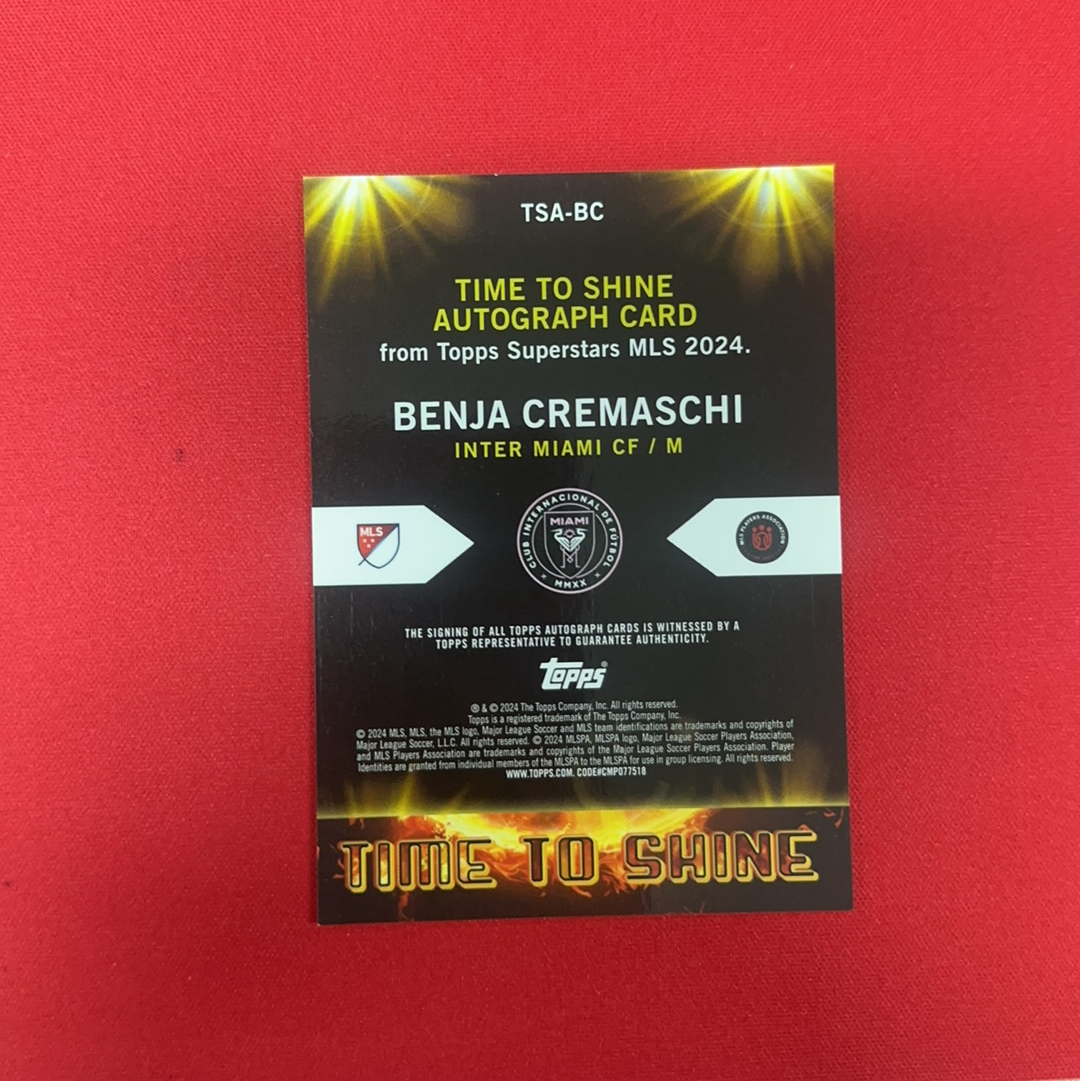 TSA-BC
TIME TO SHINE
AUTOGRAPH CARD
from Topps Superstars MLS 2024.
BENJA CREMASCHI
INTER MIAMI CF / M
MLS
CLUB INTERNACIONAL DE FÚTBOL
MIAMI
MMXX
MLS PLAYERS ASSOCIATION
THE SIGNING OF ALL TOPPS AUTOGRAPH CARDS IS WITNESSED BY A
TOPPS REPRESENTATIVE TO GUARANTEE AUTHENTICITY.
topps®
® & © 2024 The Topps Company, Inc. All rights reserved.
Topps is a registered trademark of The Topps Company, Inc.
© 2024 MLS, MLS, the MLS logo, Major League Soccer and MLS team identifications are trademarks and copyrights of
Major League Soccer, L.L.C. All rights reserved. © 2024 MLSPA, MLSPA logo, Major League Soccer Players Association,
and MLS Players Association are trademarks and copyrights of the Major League Soccer Players Association. Player
Identities are granted from individual members of the MLSPA to the MLSPA for use in group licensing. All rights reserved.
WWW.TOPPS.COM. CODE#CMP077518
TIME TO SHINE